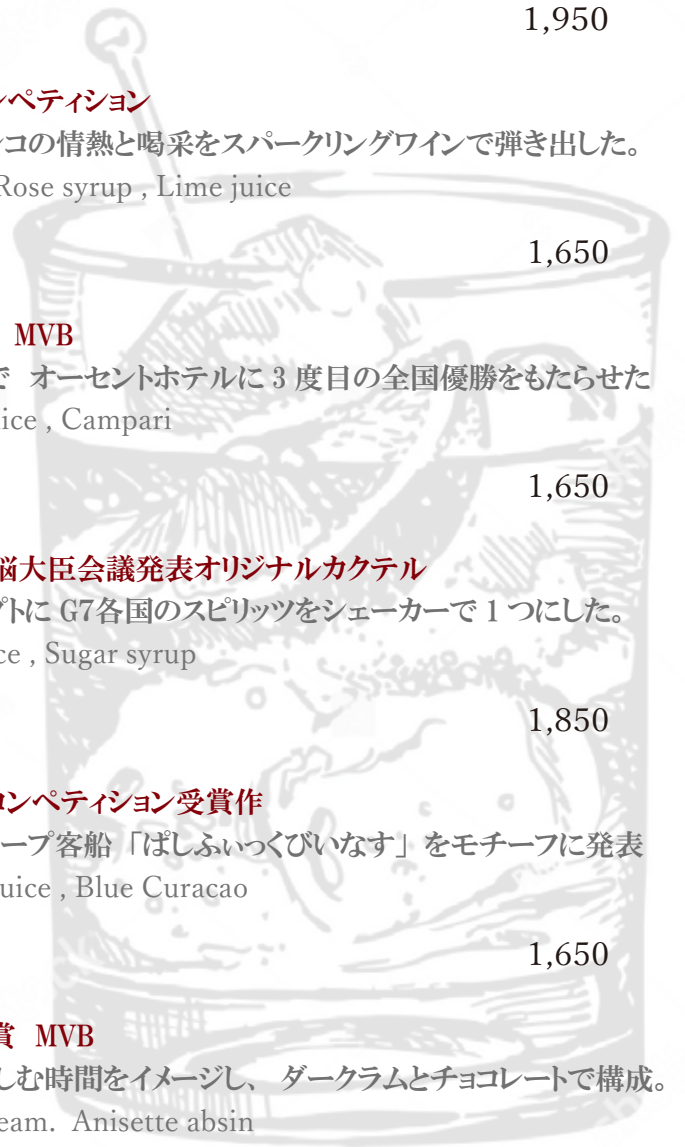 1,950
ンペティション
ンコの情熱と喝采をスパークリングワインで弾き出した。
Rose syrup , Lime juice
1,650
MVB
で オーセントホテルに 3 度目の全国優勝をもたらせた
ice , Campari
1,650
脳大臣会議発表オリジナルカクテル
プトに G7各国のスピリッツをシェーカーで 1 つにした。
ce , Sugar syrup
1,850
コンペティション受賞作
ープ客船「ぱしふぃっくびいなす」をモチーフに発表
uice , Blue Curacao
1,650
賞 MVB
しむ時間をイメージし、 ダークラムとチョコレートで構成。
eam. Anisette absin